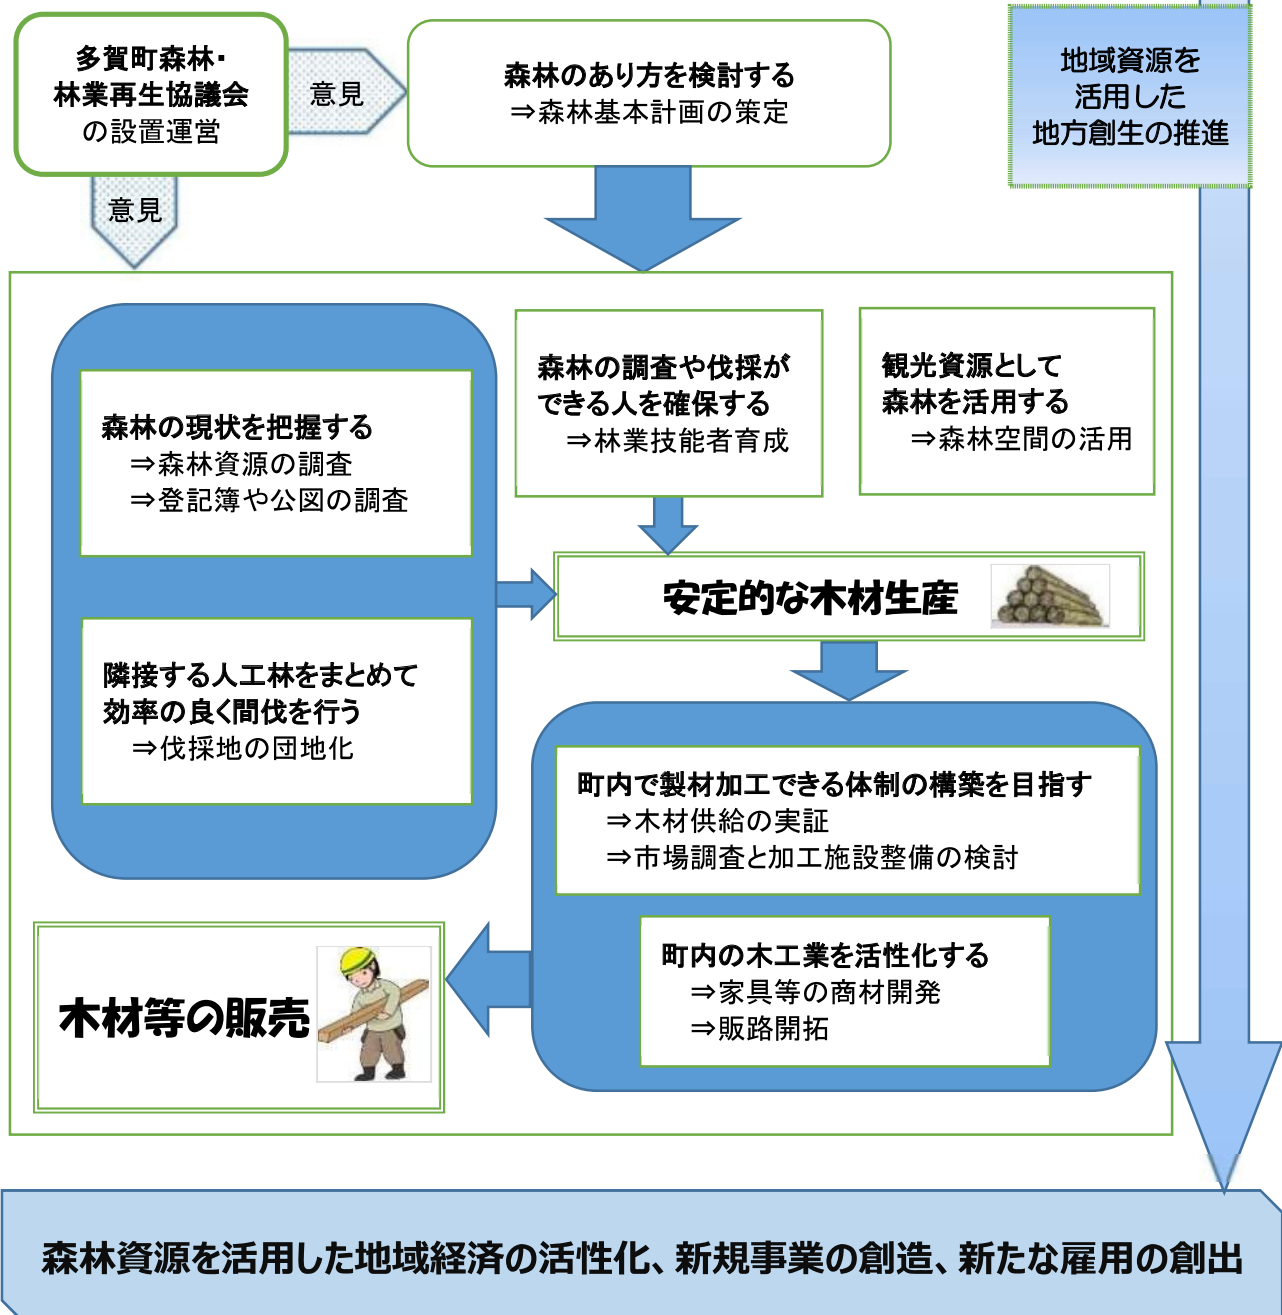 多賀町森林・
林業再生協議会
の設置運営
意見
意見
森林のあり方を検討する
⇒森林基本計画の策定
地域資源を
活用した
地方創生の推進
森林の現状を把握する
⇒森林資源の調査
⇒登記簿や公図の調査
隣接する人工林をまとめて
効率の良く間伐を行う
⇒伐採地の団地化
森林の調査や伐採が
できる人を確保する
⇒林業技能者育成
観光資源として
森林を活用する
⇒森林空間の活用
安定的な木材生産
町内で製材加工できる体制の構築を目指す
⇒木材供給の実証
⇒市場調査と加工施設整備の検討
町内の木工業を活性化する
⇒家具等の商材開発
⇒販路開拓
木材等の販売
森林資源を活用した地域経済の活性化、新規事業の創造、新たな雇用の創出